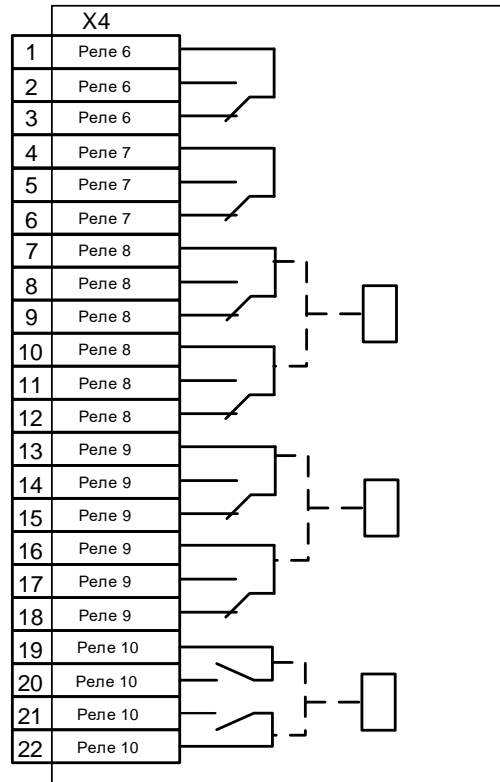 X4
1 Реле 6
2 Реле 6
3 Реле 6
4 Реле 7
5 Реле 7
6 Реле 7
7 Реле 8
8 Реле 8
9 Реле 8
10 Реле 8
11 Реле 8
12 Реле 8
13 Реле 9
14 Реле 9
15 Реле 9
16 Реле 9
17 Реле 9
18 Реле 9
19 Реле 10
20 Реле 10
21 Реле 10
22 Реле 10